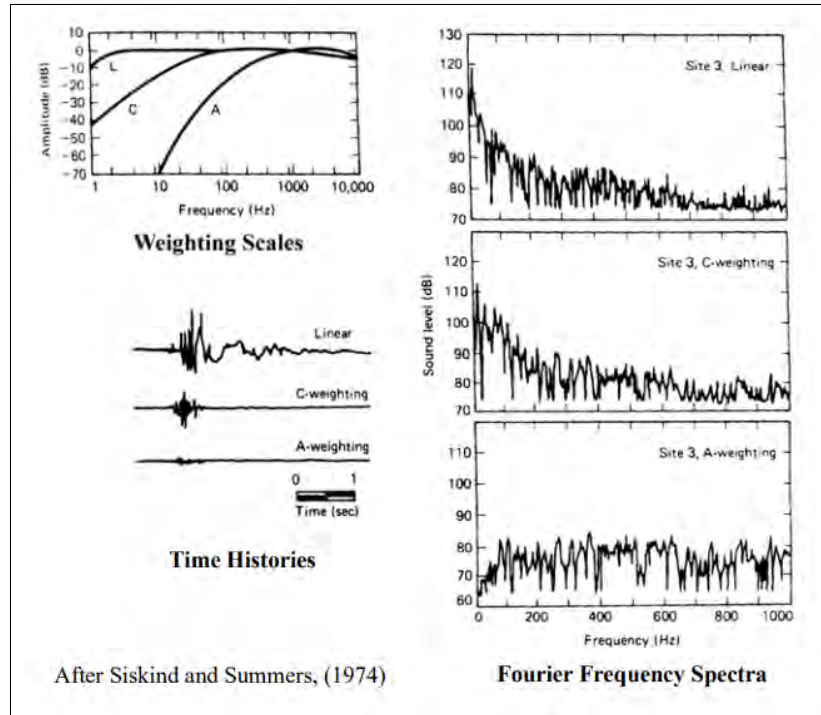 10
0
-10
-20
-30
-40
-50
-60
-70
Amplitude (dB)
L
C
A
1
10
100
1000
10,000
Frequency (Hz)
Weighting Scales
Linear
C-weighting
A-weighting
0 1
Time (sec)
Time Histories
After Siskind and Summers, (1974)
130
120
110
100
90
80
70
Site 3, Linear
120
110
100
90
80
70
Site 3, C-weighting
Sound level (dB)
110
100
90
80
70
60
Site 3, A-weighting
0 200 400 600 800 1000
Frequency (Hz)
Fourier Frequency Spectra